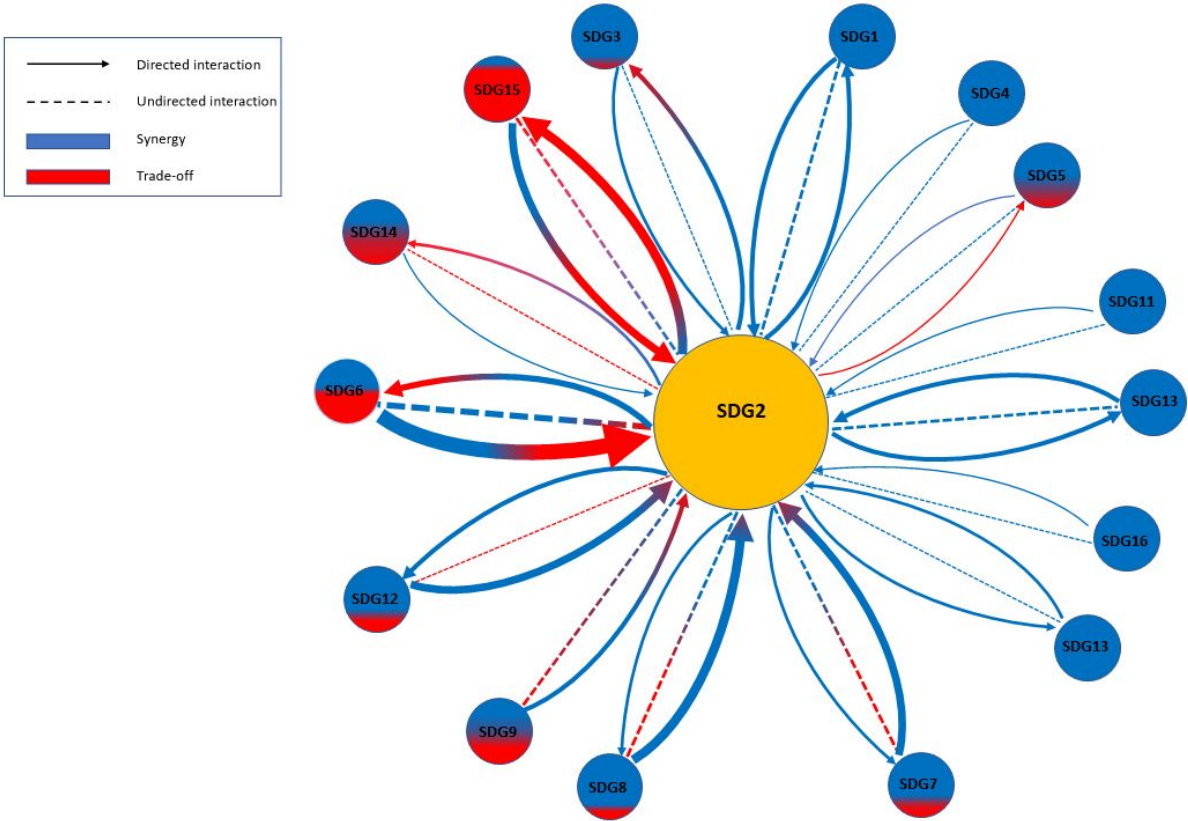 Directed interaction
Undirected interaction
Synergy
Trade-off
SDG3
SDG1
SDG15
SDG4
SDG5
SDG14
SDG11
SDG6
SDG2
SDG13
SDG16
SDG12
SDG13
SDG9
SDG8
SDG7